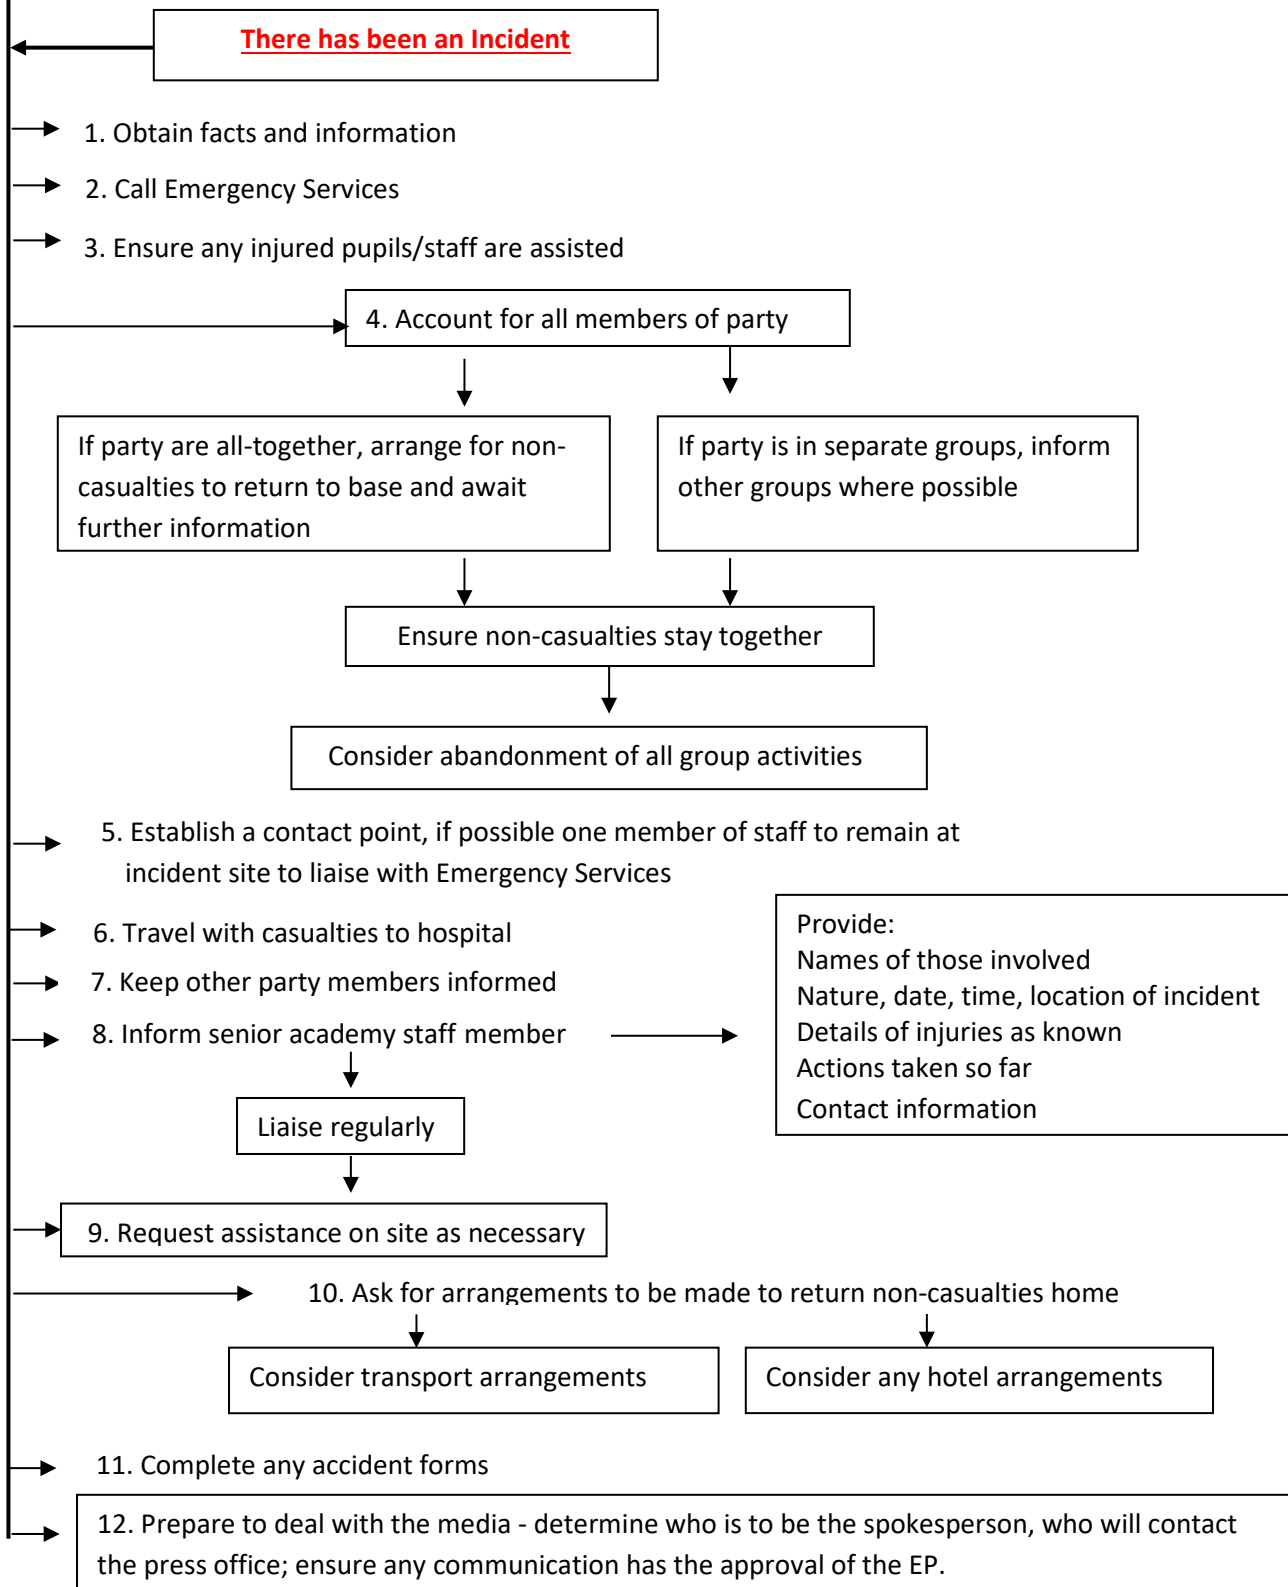 There has been an Incident
1. Obtain facts and information
2. Call Emergency Services
3. Ensure any injured pupils/staff are assisted
4. Account for all members of party
If party are all-together, arrange for non-
casualties to return to base and await
further information
If party is in separate groups, inform
other groups where possible
Ensure non-casualties stay together
Consider abandonment of all group activities
5. Establish a contact point, if possible one member of staff to remain at
incident site to liaise with Emergency Services
6. Travel with casualties to hospital
7. Keep other party members informed
8. Inform senior academy staff member
Provide:
Names of those involved
Nature, date, time, location of incident
Details of injuries as known
Actions taken so far
Contact information
Liaise regularly
9. Request assistance on site as necessary
10. Ask for arrangements to be made to return non-casualties home
Consider transport arrangements
Consider any hotel arrangements
11. Complete any accident forms
12. Prepare to deal with the media - determine who is to be the spokesperson, who will contact
the press office; ensure any communication has the approval of the EP.